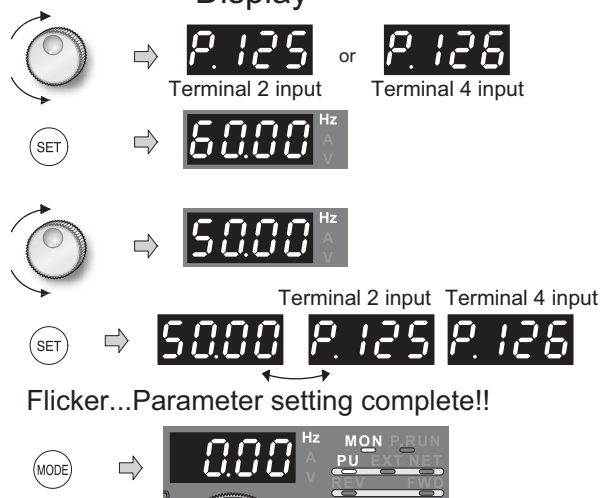 Display
P. 125 or P. 126
Terminal 2 input Terminal 4 input
SET 60.00 Hz A V
50.00 Hz A V
Terminal 2 input Terminal 4 input
SET 50.00 P. 125 P. 126
Flicker...Parameter setting complete!!
MODE 0.00 Hz A V MON P.RUN
PU EXT NET
REV FWD